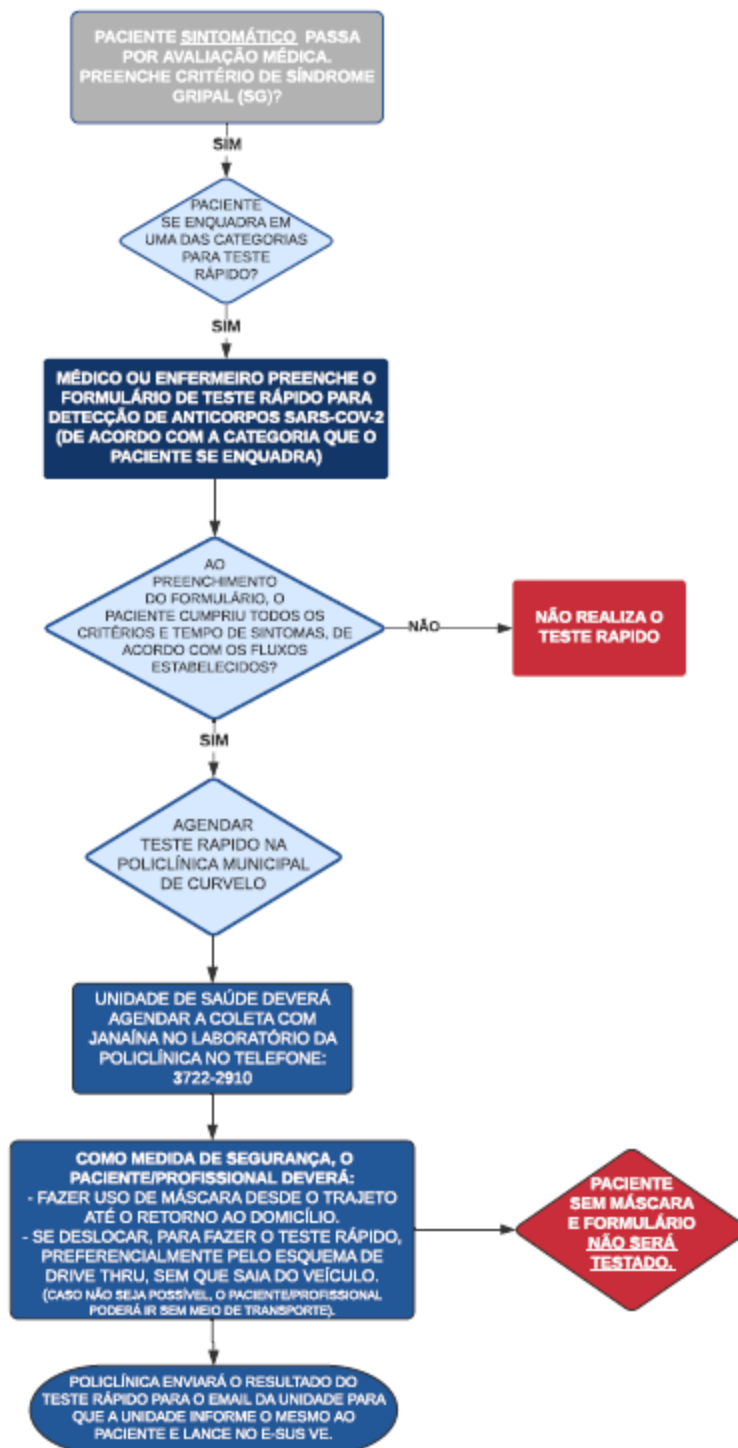 PACIENTE SINTOMÁTICO PASSA
POR AVALIAÇÃO MÉDICA.
PREENCHE CRITÉRIO DE SÍNDROME
GRIPAL (SG)?
SIM
PACIENTE
SE ENQUADRA EM
UMA DAS CATEGORIAS
PARA TESTE
RÁPIDO?
SIM
MÉDICO OU ENFERMEIRO PREENCHE O
FORMULÁRIO DE TESTE RÁPIDO PARA
DETECÇÃO DE ANTICORPOS SARS-COV-2
(DE ACORDO COM A CATEGORIA QUE O
PACIENTE SE ENQUADRA)
AO
PREENCHIMENTO
DO FORMULÁRIO, O
PACIENTE CUMPRIU TODOS OS
CRITÉRIOS E TEMPO DE SINTOMAS, DE
ACORDO COM OS FLUXOS
ESTABELECIDOS?
NÃO
NÃO REALIZA O
TESTE RAPIDO
SIM
AGENDAR
TESTE RAPIDO NA
POLICLÍNICA MUNICIPAL
DE CURVELO
UNIDADE DE SAÚDE DEVERÁ
AGENDAR A COLETA COM
JANAÍNA NO LABORATÓRIO DA
POLICLÍNICA NO TELEFONE:
3722-2910
COMO MEDIDA DE SEGURANÇA, O
PACIENTE/PROFISSIONAL DEVERÁ:
- FAZER USO DE MÁSCARA DESDE O TRAJETO
ATÉ O RETORNO AO DOMICÍLIO.
- SE DESLOCAR, PARA FAZER O TESTE RÁPIDO,
PREFERENCIALMENTE PELO ESQUEMA DE
DRIVE THRU, SEM QUE SAIA DO VEÍCULO.
(CASO NÃO SEJA POSSÍVEL, O PACIENTE/PROFISSIONAL
PODERÁ IR SEM MEIO DE TRANSPORTE).
PACIENTE
SEM MÁSCARA
E FORMULÁRIO
NÃO SERÁ
TESTADO.
POLICLÍNICA ENVIARÁ O RESULTADO DO
TESTE RÁPIDO PARA O EMAIL DA UNIDADE PARA
QUE A UNIDADE INFORME O MESMO AO
PACIENTE E LANCE NO E-SUS VE.